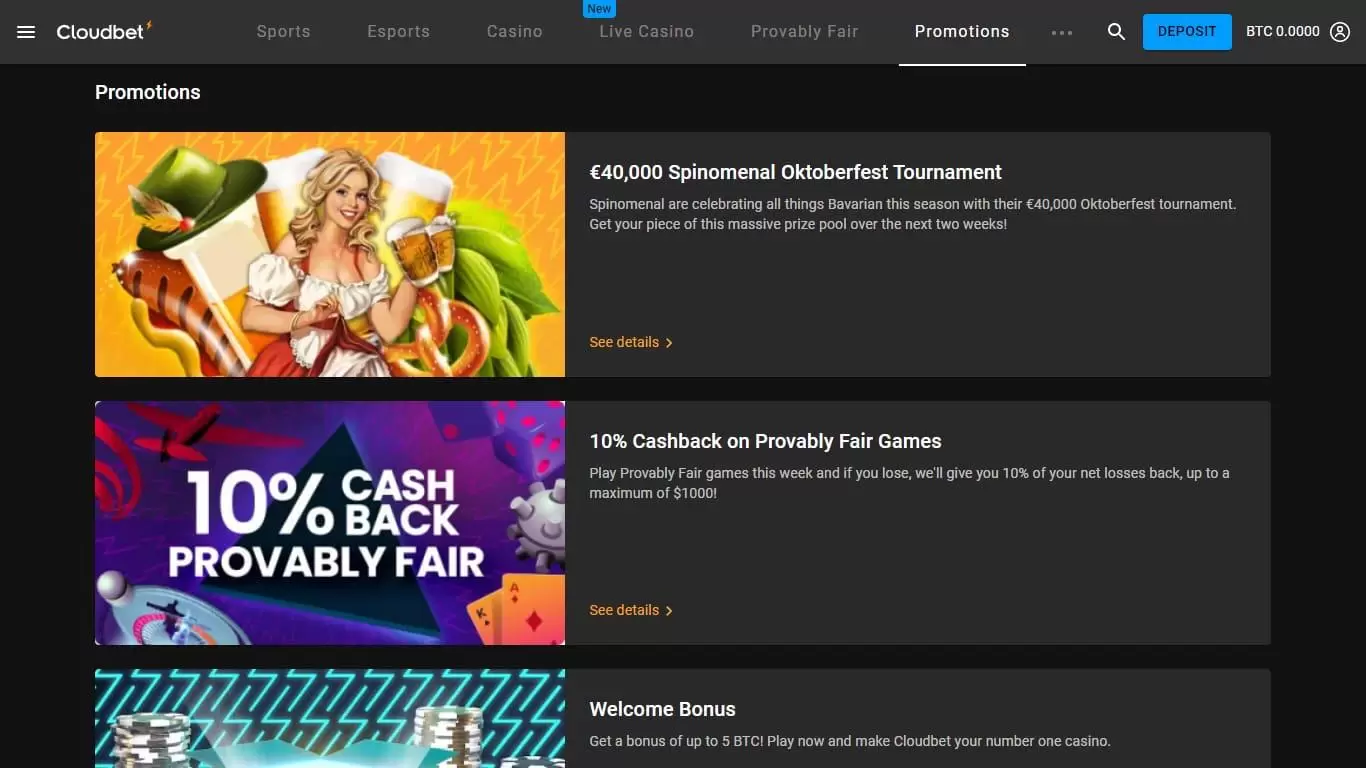 New
Cloudbet Sports Esports Casino Live Casino Provably Fair Promotions DEPOSIT BTC 0.0000
Promotions
€40,000 Spinomenal Oktoberfest Tournament
Spinomenal are celebrating all things Bavarian this season with their €40,000 Oktoberfest tournament.
Get your piece of this massive prize pool over the next two weeks!
See details
10% CASH
BACK
PROVABLY FAIR
K
A
10% Cashback on Provably Fair Games
Play Provably Fair games this week and if you lose, we'll give you 10% of your net losses back, up to a
maximum of $1000!
See details
Welcome Bonus
Get a bonus of up to 5 BTC! Play now and make Cloudbet your number one casino.